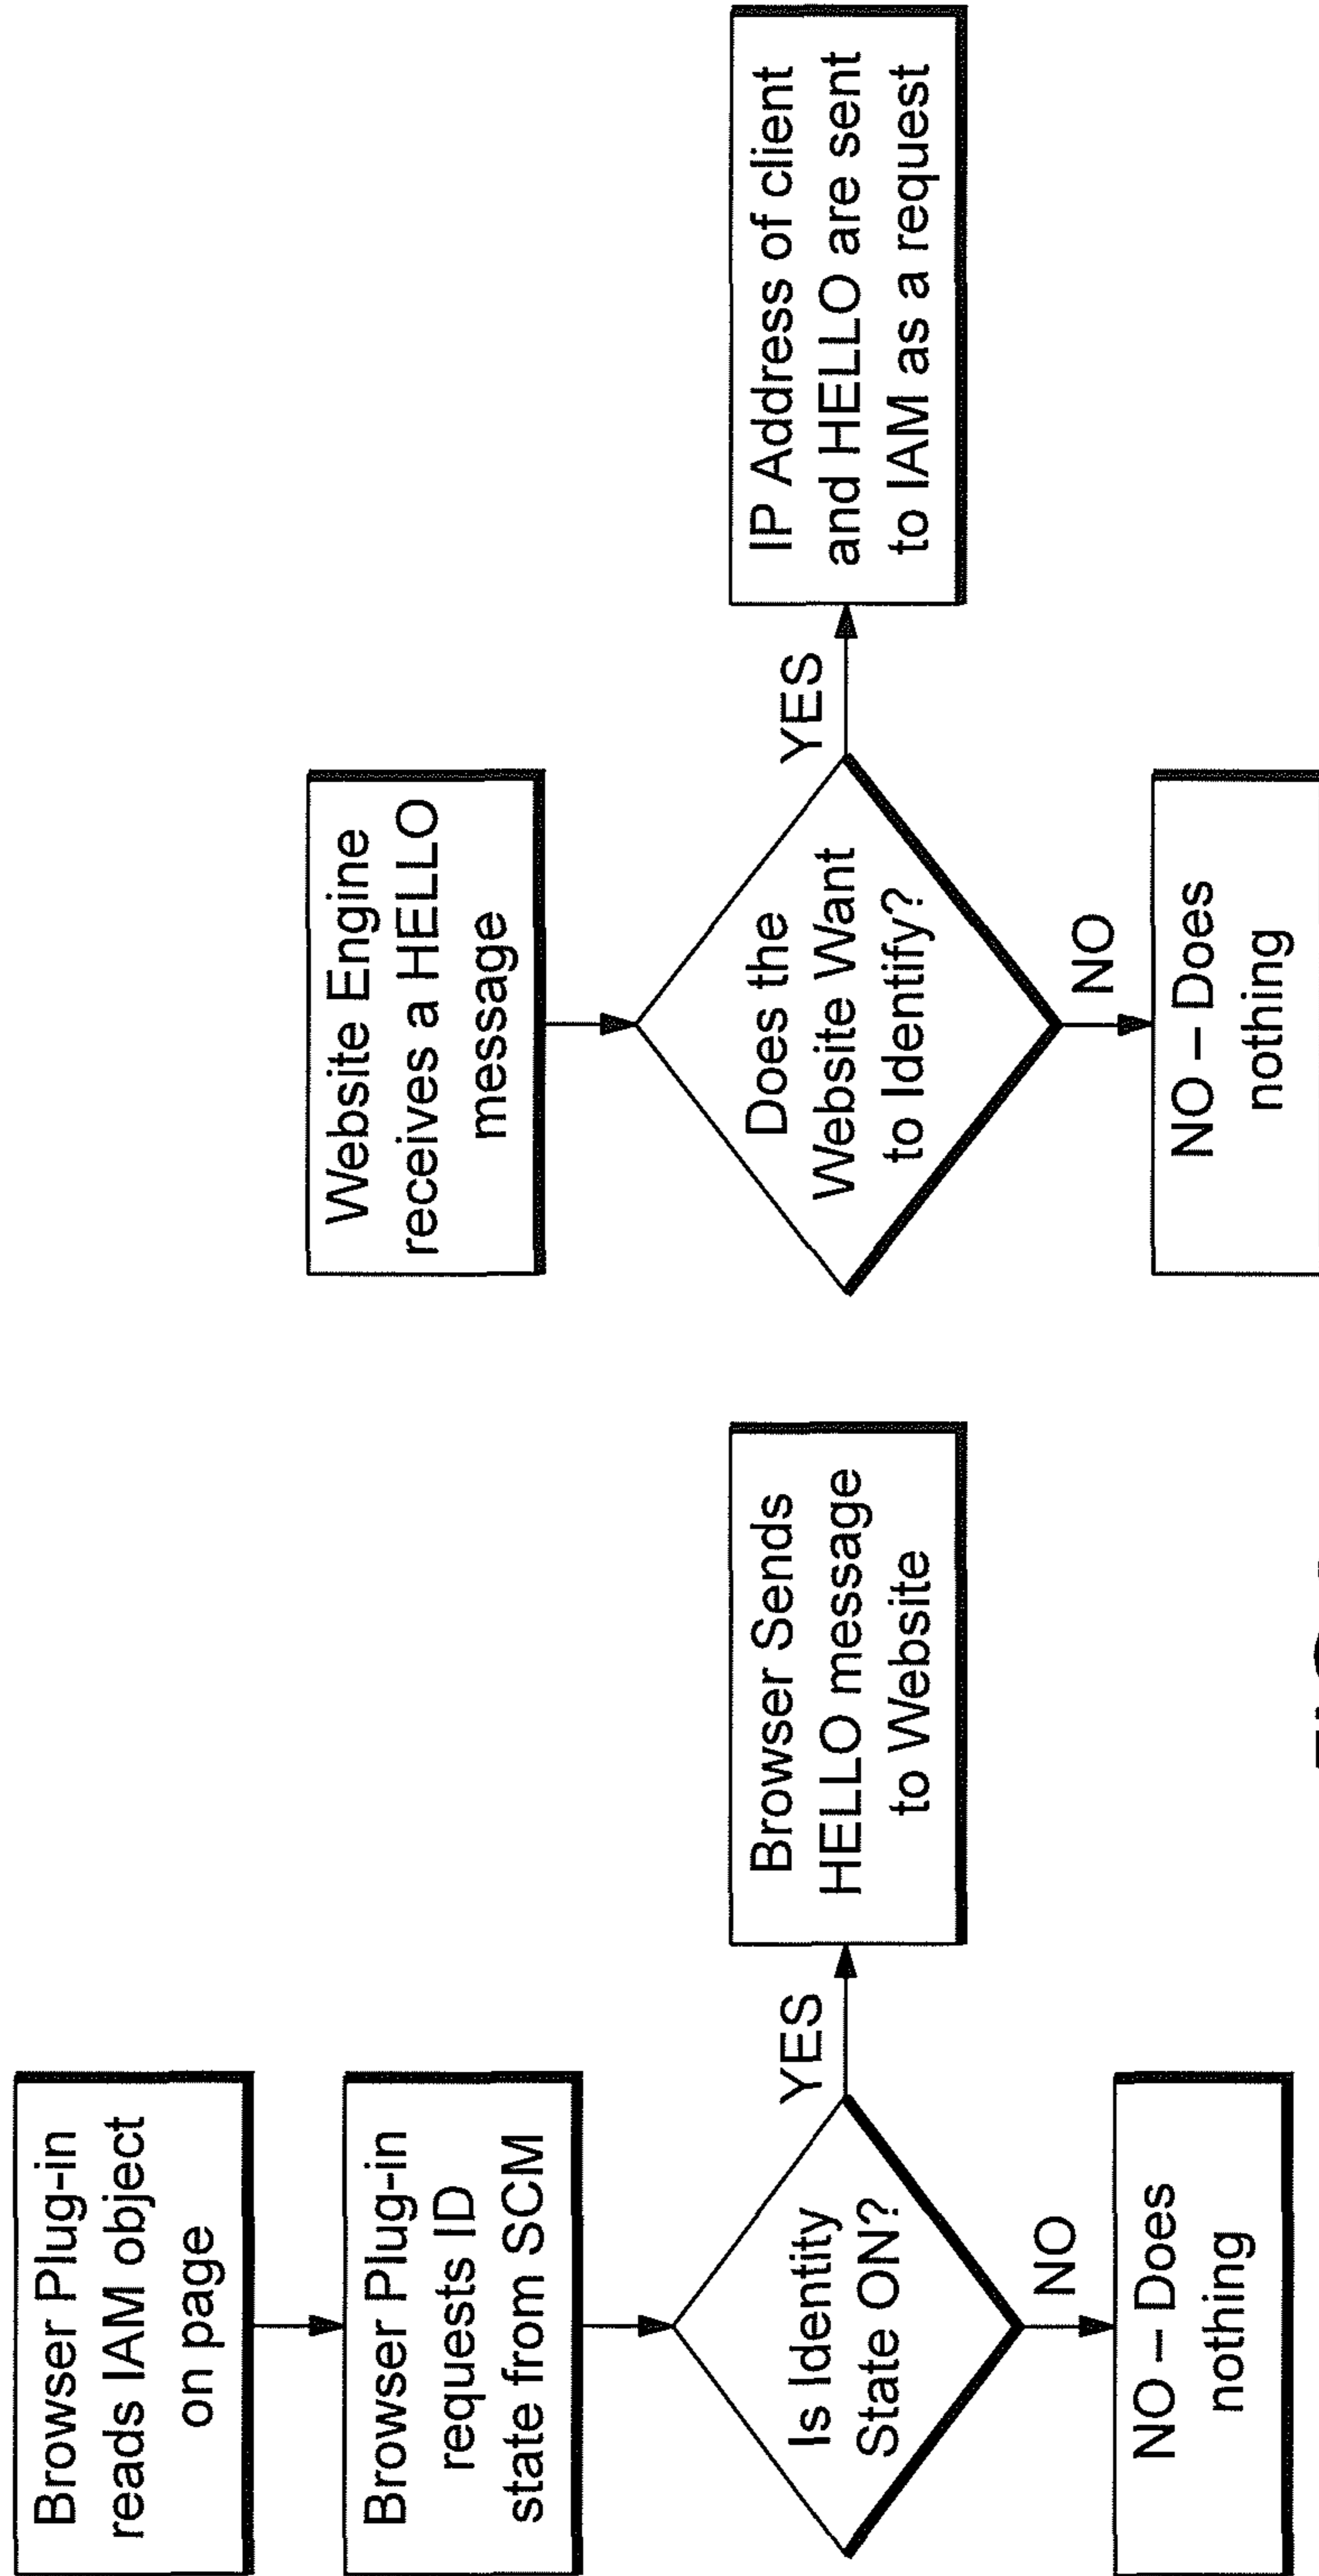 Browser Plug-in
reads IAM object
on page
Browser Plug-in
requests ID
state from SCM
Is Identity
State ON?
YES
Browser Sends
HELLO message
to Website
NO
NO – Does
nothing
Website Engine
receives a HELLO
message
Does the
Website Want
to Identify?
YES
IP Address of client
and HELLO are sent
to IAM as a request
NO
NO – Does
nothing